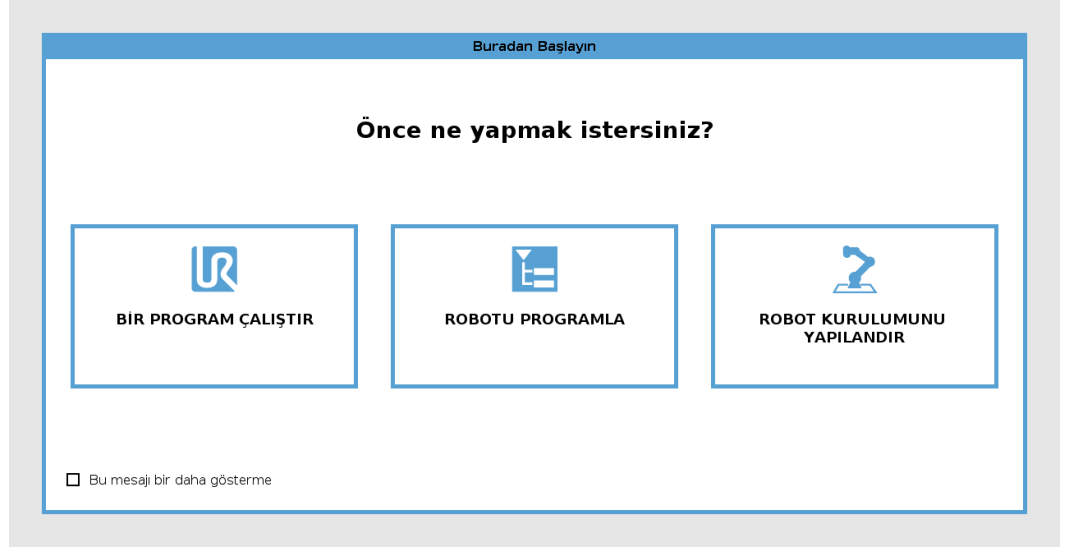 Buradan Başlayın
Önce ne yapmak istersiniz?
BİR PROGRAM ÇALIŞTIR
ROBOTU PROGRAMLA
ROBOT KURULUMUNU
YAPILANDIR
Bu mesajı bir daha gösterme